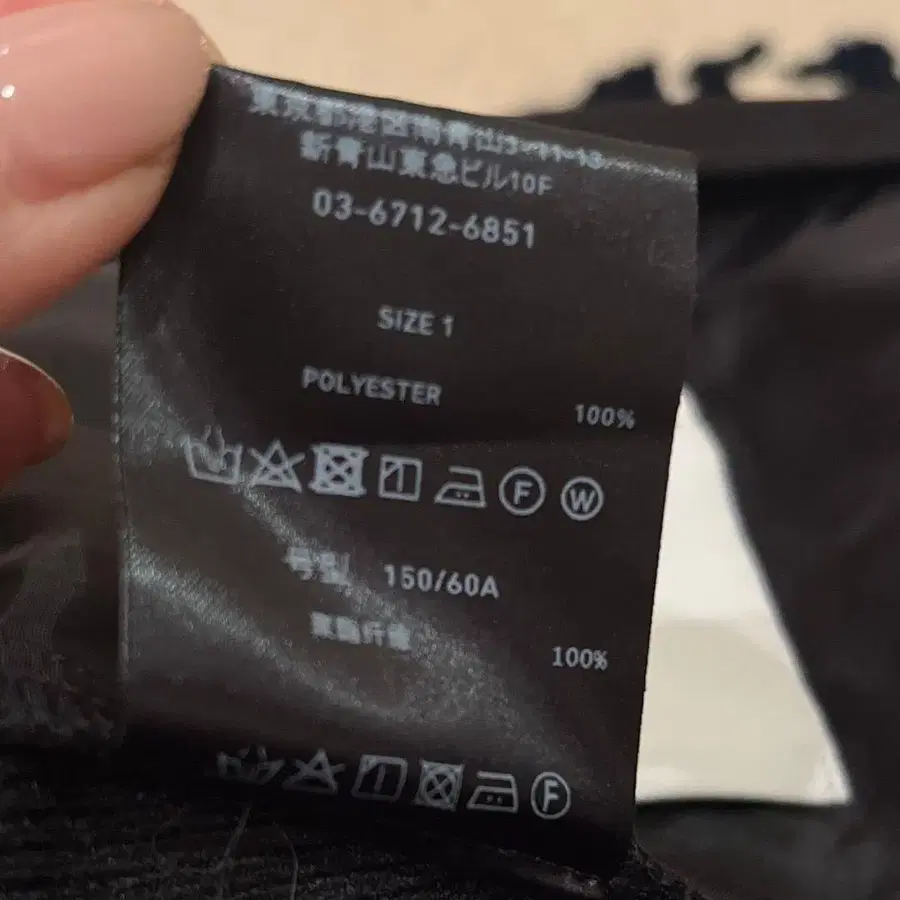 東京都港区南青山3-11-13
新青山東急ビル10F
03-6712-6851
SIZE 1
POLYESTER 100%
F W
号型 150/60A
聚酯纤维 100%
F